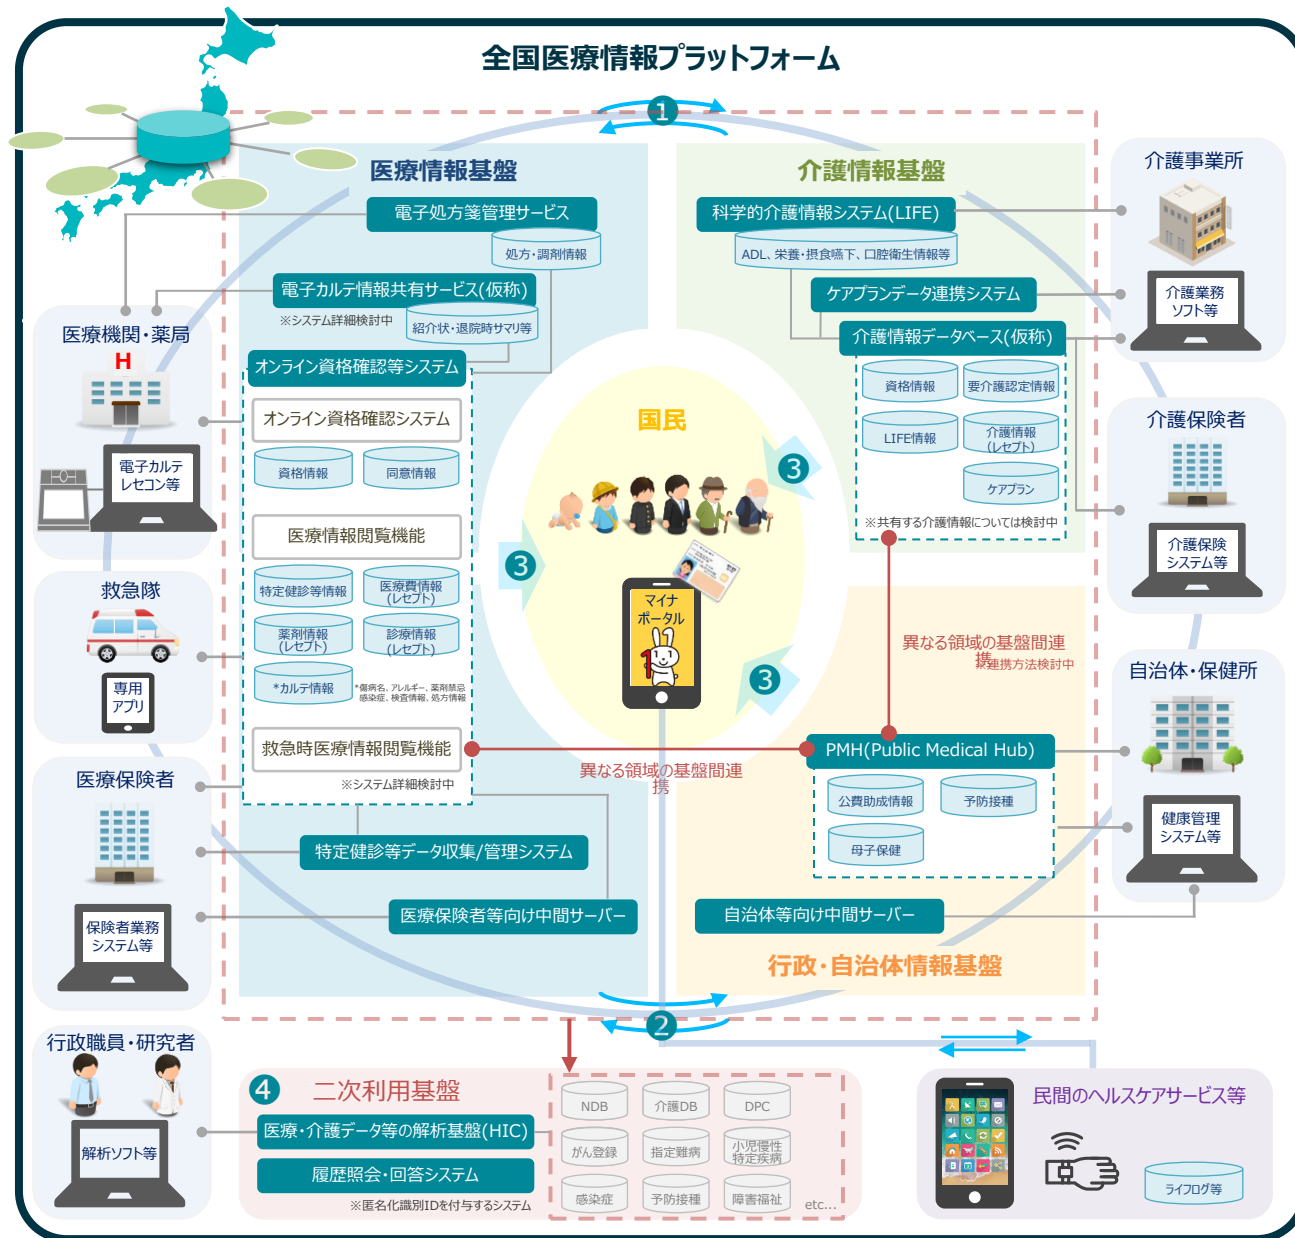 全国医療情報プラットフォーム
1
医療情報基盤
電子処方箋管理サービス
処方・調剤情報
電子カルテ情報共有サービス(仮称)
※システム詳細検討中
紹介状・退院時サマリ等
オンライン資格確認等システム
オンライン資格確認システム
資格情報
同意情報
医療情報閲覧機能
特定健診等情報
医療費情報
(レセプト)
薬剤情報
(レセプト)
診療情報
(レセプト)
*カルテ情報
*傷病名、アレルギー、薬剤禁忌
感染症、検査情報、処方情報
救急時医療情報閲覧機能
※システム詳細検討中
特定健診等データ収集/管理システム
医療保険者等向け中間サーバー
介護情報基盤
科学的介護情報システム(LIFE)
ADL、栄養・摂食嚥下、口腔衛生情報等
ケアプランデータ連携システム
介護情報データベース(仮称)
資格情報
要介護認定情報
LIFE情報
介護情報
(レセプト)
ケアプラン
※共有する介護情報については検討中
国民
3
3
3
マイナ
ポータル
1
異なる領域の基盤間連
携
※連携方法検討中
異なる領域の基盤間連
携
PMH(Public Medical Hub)
公費助成情報
予防接種
母子保健
自治体等向け中間サーバー
行政・自治体情報基盤
2
医療機関・薬局
H
電子カルテ
レセコン等
救急隊
専用
アプリ
医療保険者
保険者業務
システム等
行政職員・研究者
解析ソフト等
介護事業所
介護業務
ソフト等
介護保険者
介護保険
システム等
自治体・保健所
健康管理
システム等
4
二次利用基盤
医療・介護データ等の解析基盤(HIC)
履歴照会・回答システム
※匿名化識別IDを付与するシステム
NDB
介護DB
DPC
がん登録
指定難病
小児慢性
特定疾病
感染症
予防接種
障害福祉
etc...
民間のヘルスケアサービス等
ライフログ等